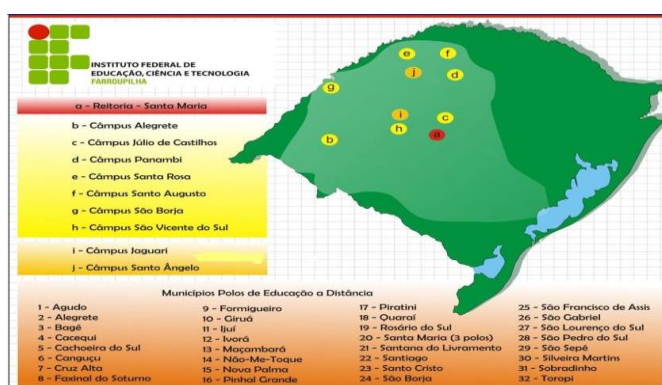 INSTITUTO FEDERAL DE
EDUCAÇÃO, CIÊNCIA E TECNOLOGIA
FARROUPILHA
a - Reitoria - Santa Maria
b - Câmpus Alegrete
c - Câmpus Júlio de Castilhos
d - Câmpus Panambi
e - Câmpus Santa Rosa
f - Câmpus Santo Augusto
g - Câmpus São Borja
h - Câmpus São Vicente do Sul
i - Câmpus Jaguari
j - Câmpus Santo Ângelo
e
f
j
d
g
i
c
h
a
b
Municípios Polos de Educação a Distância
1 - Agudo
2 - Alegrete
3 - Bagé
4 - Cacequi
5 - Cachoeira do Sul
6 - Canguçu
7 - Cruz Alta
8 - Faxinal do Soturno
9 - Formigueiro
10 - Giruá
11 - Ijuí
12 - Ivorá
13 - Maçambará
14 - Não-Me-Toque
15 - Nova Palma
16 - Pinhal Grande
17 - Piratini
18 - Quaraí
19 - Rosário do Sul
20 - Santa Maria (3 polos)
21 - Santana do Livramento
22 - Santiago
23 - Santo Cristo
24 - São Borja
25 - São Francisco de Assis
26 - São Gabriel
27 - São Lourenço do Sul
28 - São Pedro do Sul
29 - São Sepé
30 - Silveira Martins
31 - Sobradinho
32 - Toropi